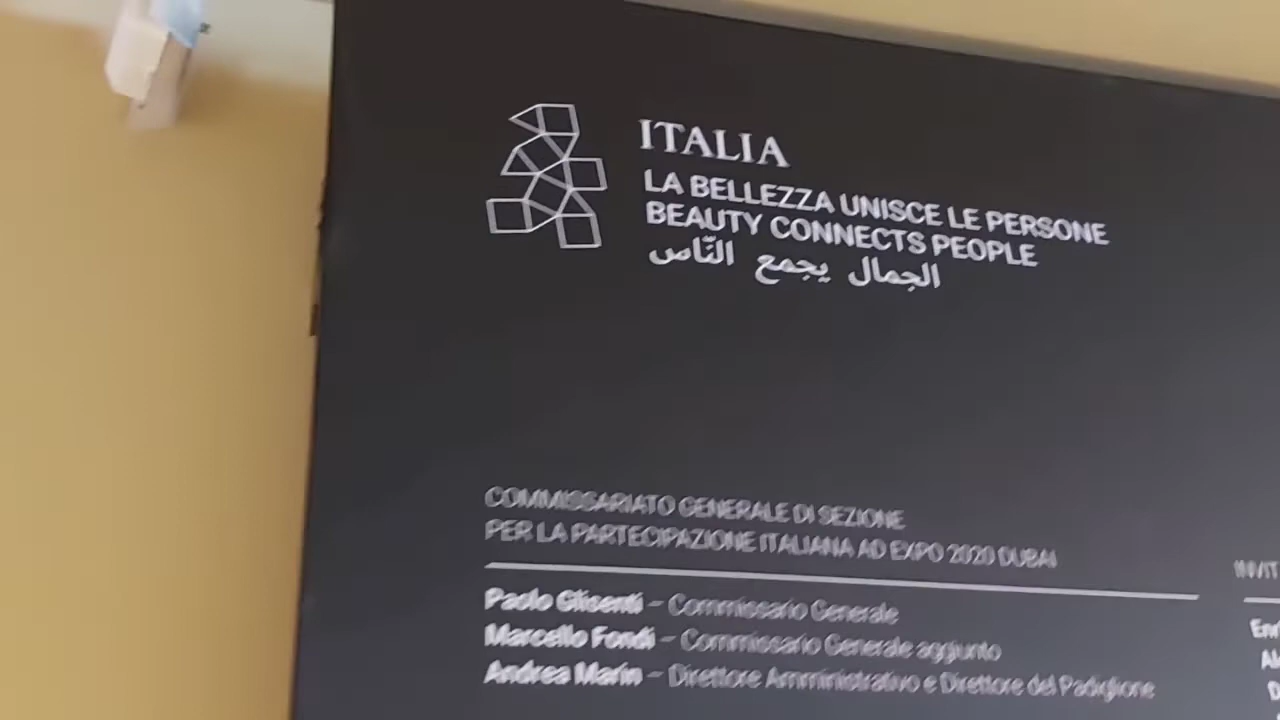 ITALIA
LA BELLEZZA UNISCE LE PERSONE
BEAUTY CONNECTS PEOPLE
الجمال يجمع النّاس
COMMISSARIATO GENERALE DI SEZIONE
PER LA PARTECIPAZIONE ITALIANA AD EXPO 2020 DUBAI
Paolo Glisenti – Commissario Generale
Marcello Fondi – Commissario Generale aggiunto
Andrea Marin – Direttore Amministrativo e Direttore del Padiglione